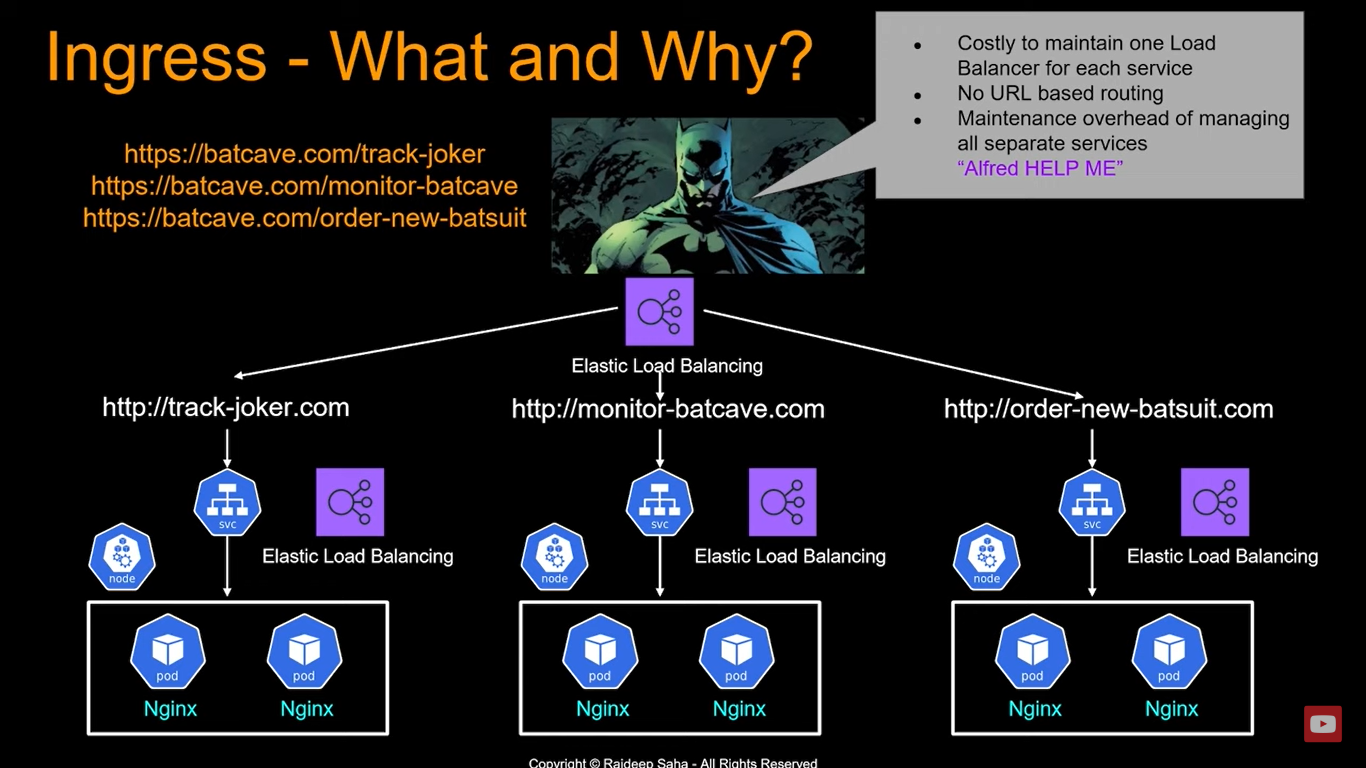 Ingress - What and Why?
Costly to maintain one Load
Balancer for each service
No URL based routing
Maintenance overhead of managing
all separate services
“Alfred HELP ME”
https://batcave.com/track-joker
https://batcave.com/monitor-batcave
https://batcave.com/order-new-batsuit
Elastic Load Balancing
http://track-joker.com
http://monitor-batcave.com
http://order-new-batsuit.com
svc
svc
svc
Elastic Load Balancing
Elastic Load Balancing
Elastic Load Balancing
node
node
node
pod
pod
pod
pod
pod
pod
Nginx
Nginx
Nginx
Nginx
Nginx
Nginx
Copyright © Rajdeep Saha - All Rights Reserved